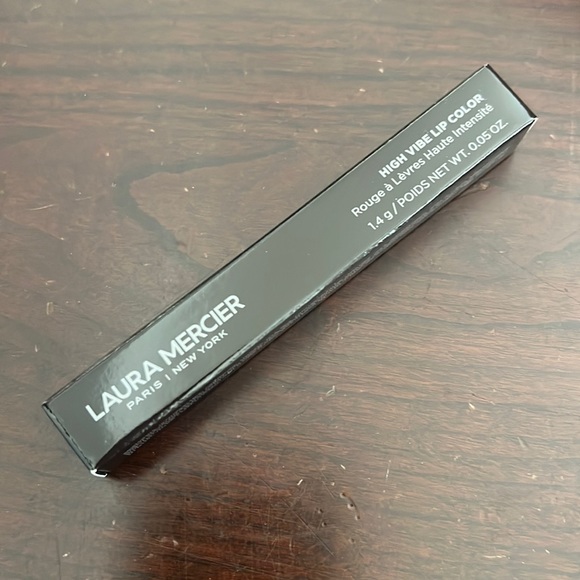 LAURA MERCIER
PARIS | NEW YORK
HIGH VIBE LIP COLOR
Rouge à Lèvres Haute Intensité
1.4 g / POIDS NET WT. 0.05 OZ.